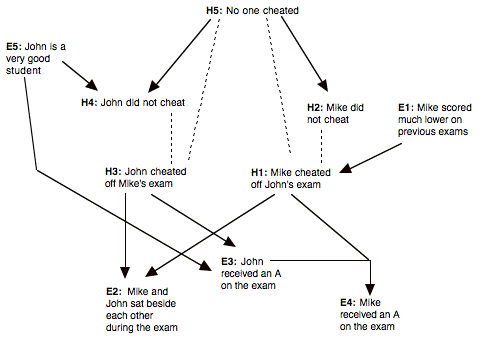 H5: No one cheated
E5: John is a
very good
student
H4: John did not cheat
H2: Mike did
not cheat
E1: Mike scored
much lower on
previous exams
H3: John cheated
off Mike's exam
H1: Mike cheated
off John's exam
E3: John
received an A
on the exam
E2: Mike and
John sat beside
each other
during the exam
E4: Mike
received an A
on the exam